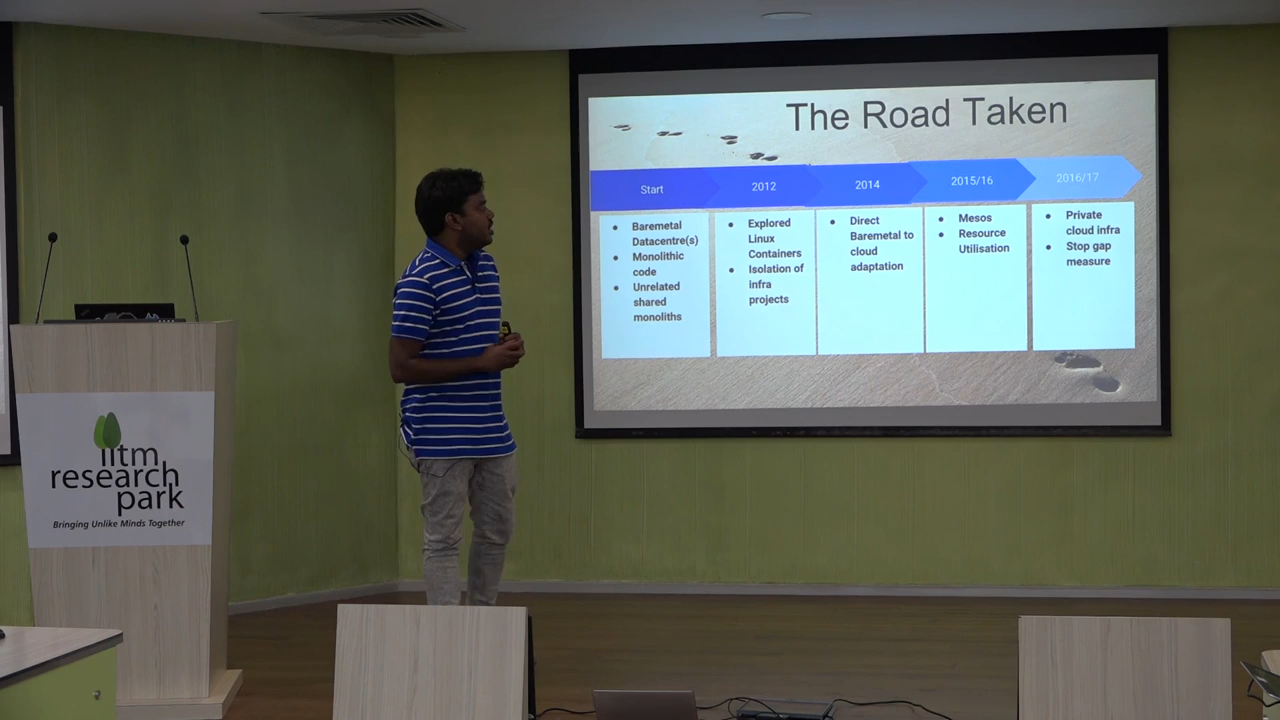 The Road Taken
Start
2012
2014
2015/16
2016/17
● Baremetal
Datacentre(s)
● Monolithic
code
● Unrelated
shared
monoliths
● Explored
Linux
Containers
● Isolation of
infra
projects
● Direct
Baremetal to
cloud
adaptation
● Mesos
● Resource
Utilisation
● Private
cloud infra
● Stop gap
measure
iitm
research
park
Bringing Unlike Minds Together